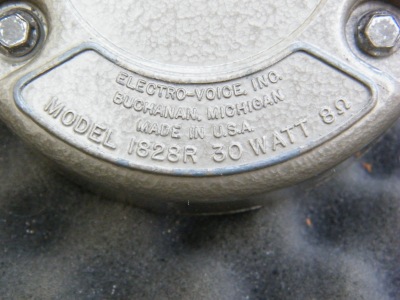 ELECTRO-VOICE, INC.
BUCHANAN, MICHIGAN
MADE IN U.S.A.
MODEL 1828R 30 WATT 8Ω